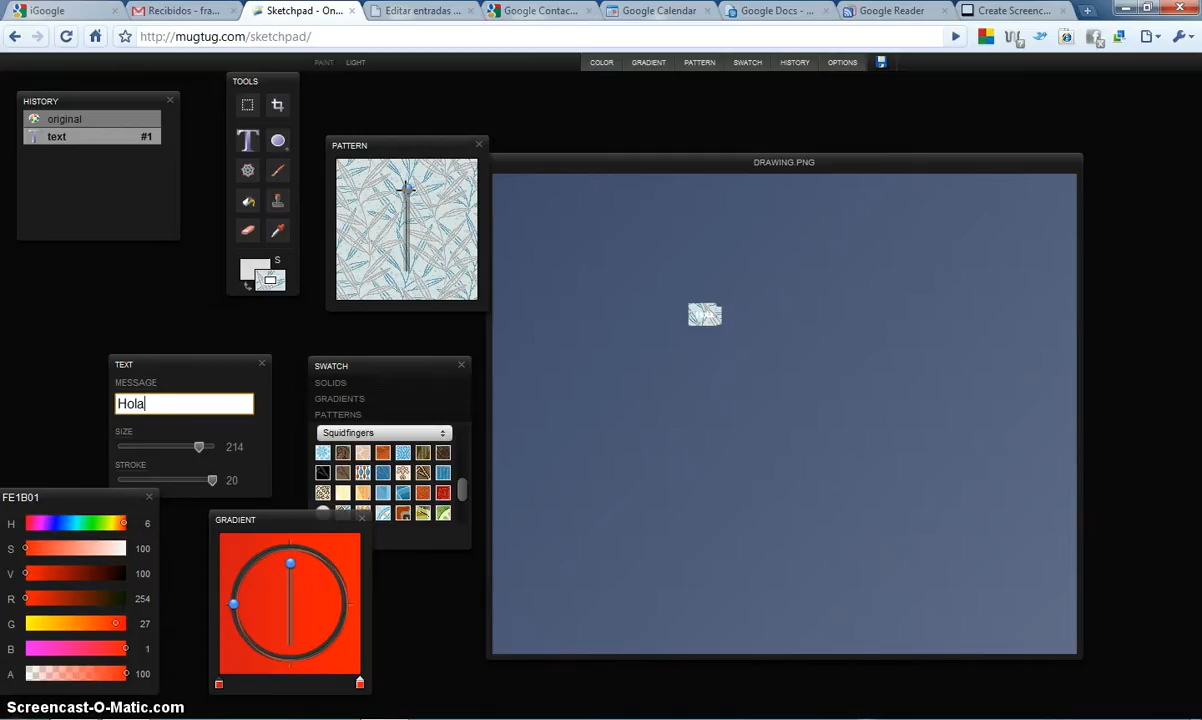 iGoogle
Recibidos - fra...
Sketchpad - On...
Editar entradas ...
Google Contac...
Google Calendar
Google Docs - ...
Google Reader
Create Screenc...
http://mugtug.com/sketchpad/
PAINT LIGHT
COLOR GRADIENT PATTERN SWATCH HISTORY OPTIONS
TOOLS
HISTORY
original
text #1
PATTERN
DRAWING.PNG
S
TEXT
MESSAGE
Hola
SIZE
214
STROKE
20
SWATCH
SOLIDS
GRADIENTS
PATTERNS
Squidfingers
FE1B01
H 6
S 100
V 100
R 254
G 27
B 1
A 100
GRADIENT
Screencast-O-Matic.com